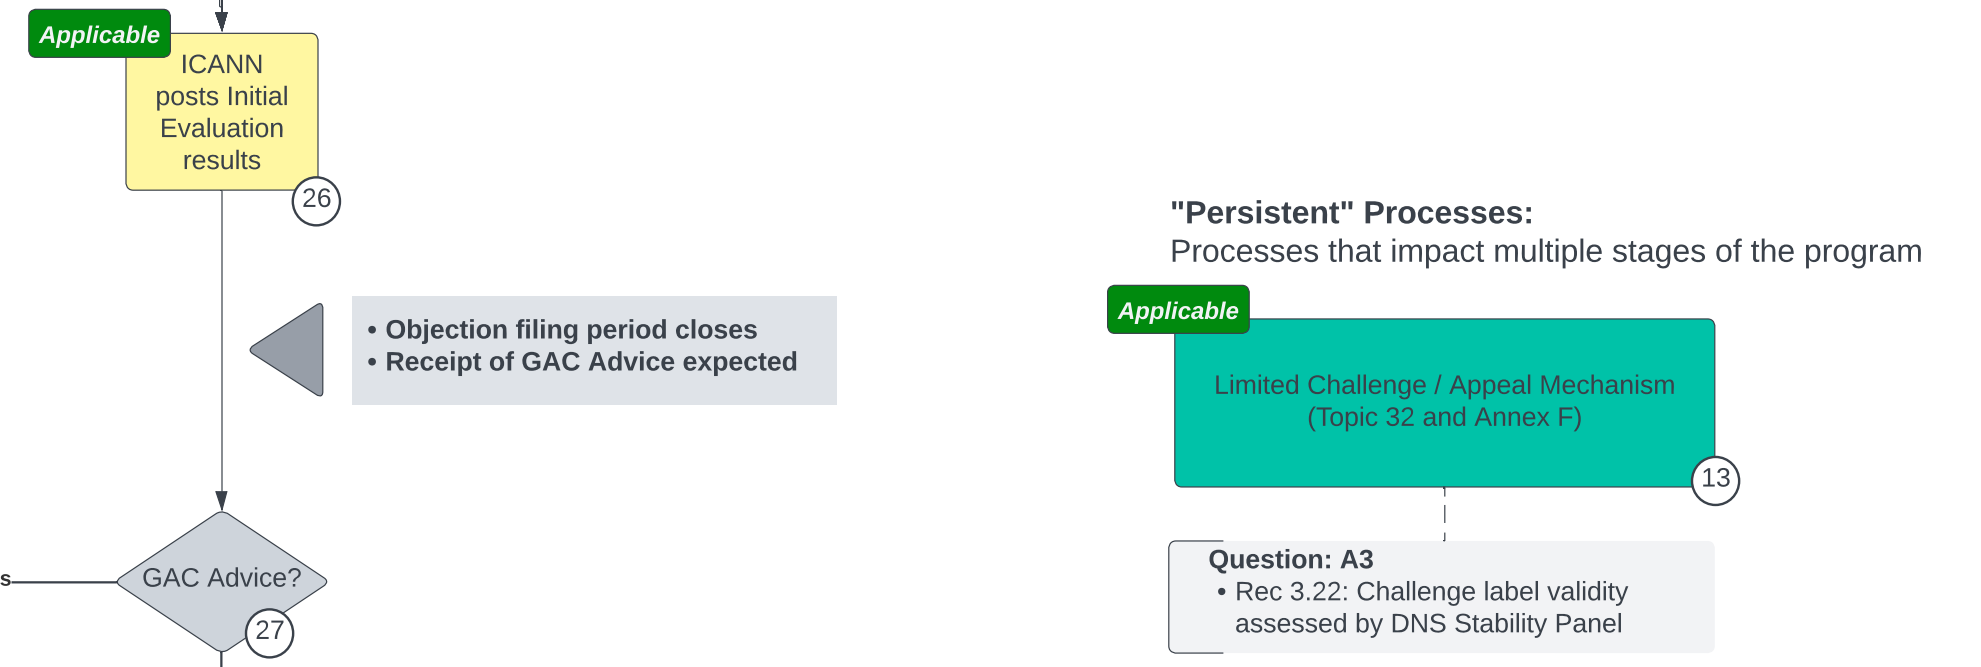 Applicable
ICANN
posts Initial
Evaluation
results
26
• Objection filing period closes
• Receipt of GAC Advice expected
s
GAC Advice?
27
"Persistent" Processes:
Processes that impact multiple stages of the program
Applicable
Limited Challenge / Appeal Mechanism
(Topic 32 and Annex F)
13
Question: A3
• Rec 3.22: Challenge label validity
assessed by DNS Stability Panel